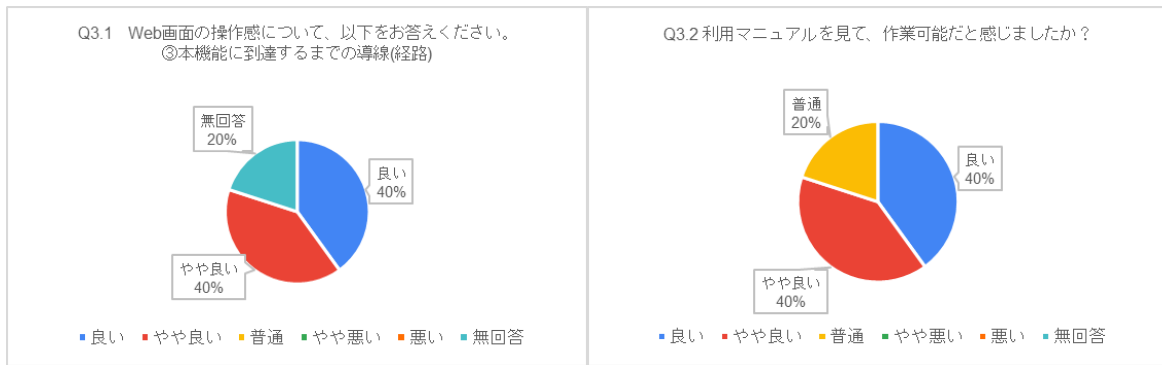 Q3.1　Web画面の操作感について、以下をお答えください。
③本機能に到達するまでの導線(経路)
無回答
20%
良い
40%
やや良い
40%
良い やや良い 普通 やや悪い 悪い 無回答
Q3.2 利用マニュアルを見て、作業可能だと感じましたか？
普通
20%
良い
40%
やや良い
40%
良い やや良い 普通 やや悪い 悪い 無回答